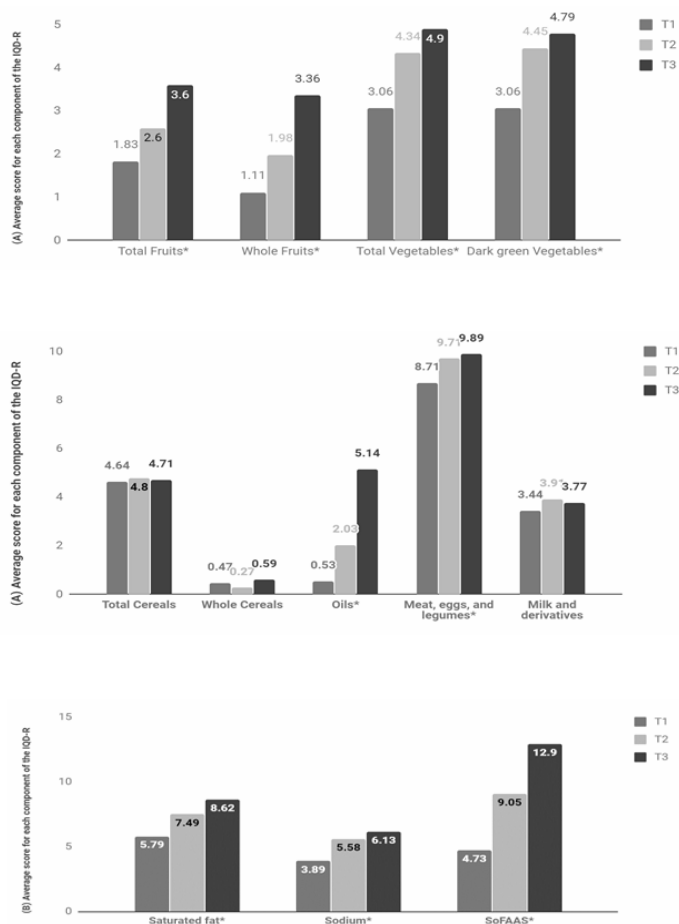 (A) Average score for each component of the IQD-R
5
4
3
2
1
0
1.83
2.6
3.6
1.11
1.98
3.36
3.06
4.34
4.9
3.06
4.45
4.79
Total Fruits*
Whole Fruits*
Total Vegetables*
Dark green Vegetables*
T1
T2
T3
(A) Average score for each component of the IQD-R
10
8
6
4
2
0
4.64
4.8
4.71
0.47
0.27
0.59
0.53
2.03
5.14
8.71
9.71
9.89
3.44
3.91
3.77
Total Cereals
Whole Cereals
Oils*
Meat, eggs, and
legumes*
Milk and
derivatives
T1
T2
T3
(B) Average score for each component of the IQD-R
15
10
5
0
5.79
7.49
8.62
3.89
5.58
6.13
4.73
9.05
12.9
Saturated fat*
Sodium*
SoFAAS*
T1
T2
T3